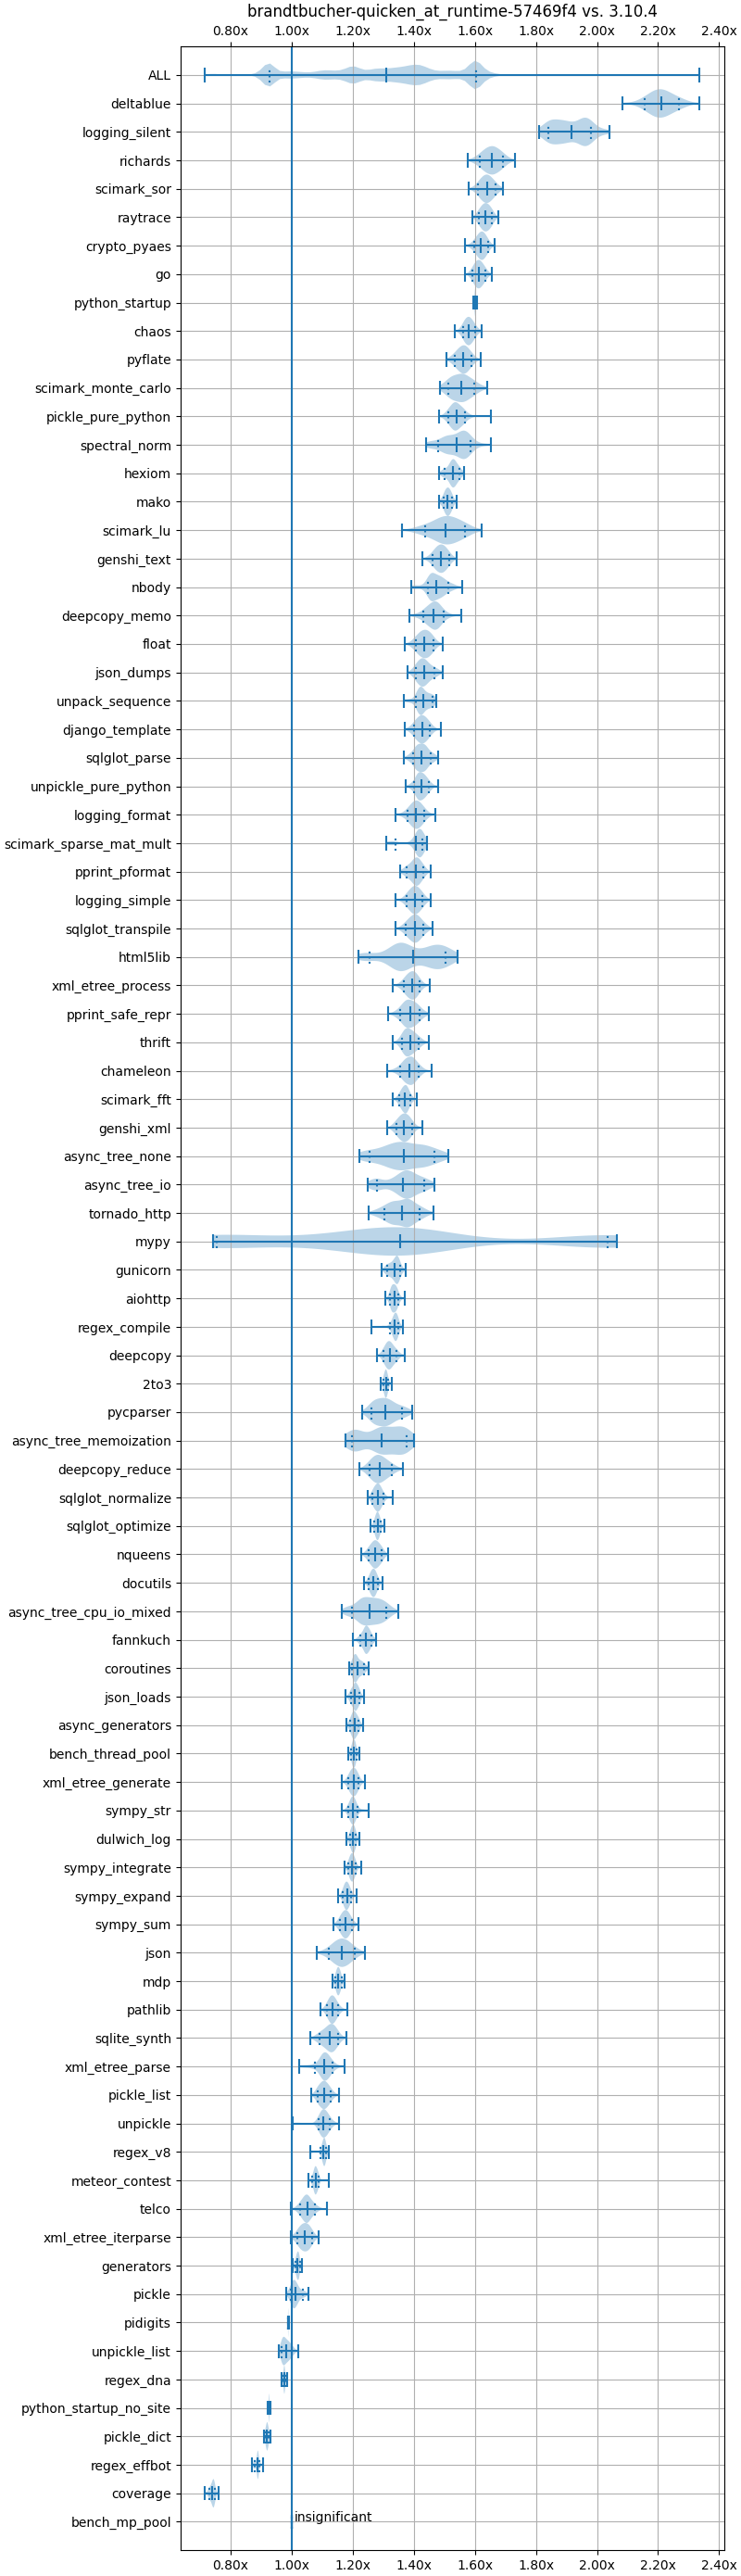 brandtbucher-quicken_at_runtime-57469f4 vs. 3.10.4
0.80x 1.00x 1.20x 1.40x 1.60x 1.80x 2.00x 2.20x 2.40x
ALL
deltablue
logging_silent
richards
scimark_sor
raytrace
crypto_pyaes
go
python_startup
chaos
pyflate
scimark_monte_carlo
pickle_pure_python
spectral_norm
hexiom
mako
scimark_lu
genshi_text
nbody
deepcopy_memo
float
json_dumps
unpack_sequence
django_template
sqlglot_parse
unpickle_pure_python
logging_format
scimark_sparse_mat_mult
pprint_pformat
logging_simple
sqlglot_transpile
html5lib
xml_etree_process
pprint_safe_repr
thrift
chameleon
scimark_fft
genshi_xml
async_tree_none
async_tree_io
tornado_http
mypy
gunicorn
aiohttp
regex_compile
deepcopy
2to3
pycparser
async_tree_memoization
deepcopy_reduce
sqlglot_normalize
sqlglot_optimize
nqueens
docutils
async_tree_cpu_io_mixed
fannkuch
coroutines
json_loads
async_generators
bench_thread_pool
xml_etree_generate
sympy_str
dulwich_log
sympy_integrate
sympy_expand
sympy_sum
json
mdp
pathlib
sqlite_synth
xml_etree_parse
pickle_list
unpickle
regex_v8
meteor_contest
telco
xml_etree_iterparse
generators
pickle
pidigits
unpickle_list
regex_dna
python_startup_no_site
pickle_dict
regex_effbot
coverage
bench_mp_pool insignificant
0.80x 1.00x 1.20x 1.40x 1.60x 1.80x 2.00x 2.20x 2.40x